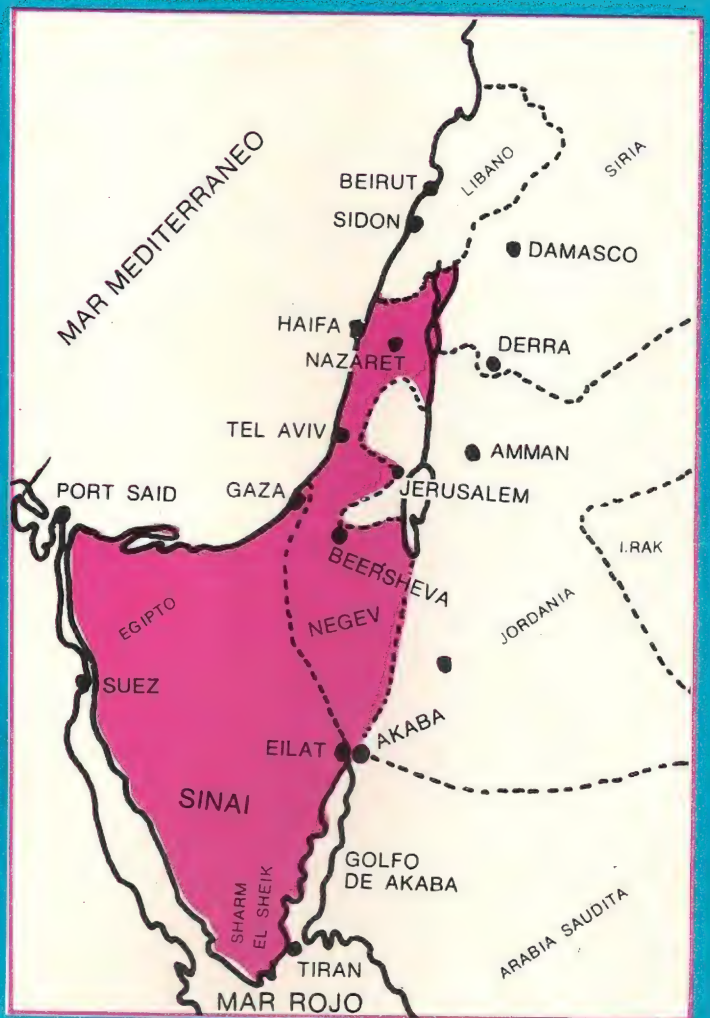 MAR MEDITERRANEO
BEIRUT
LIBANO
SIRIA
SIDON
DAMASCO
HAIFA
NAZARET
DERRA
TEL AVIV
AMMAN
PORT SAID
GAZA
JERUSALEM
BEERSHEVA
I.RAK
EGIPTO
NEGEV
JORDANIA
SUEZ
EILAT
AKABA
SINAI
GOLFO
DE AKABA
SHARM
EL SHEIK
ARABIA SAUDITA
TIRAN
MAR ROJO